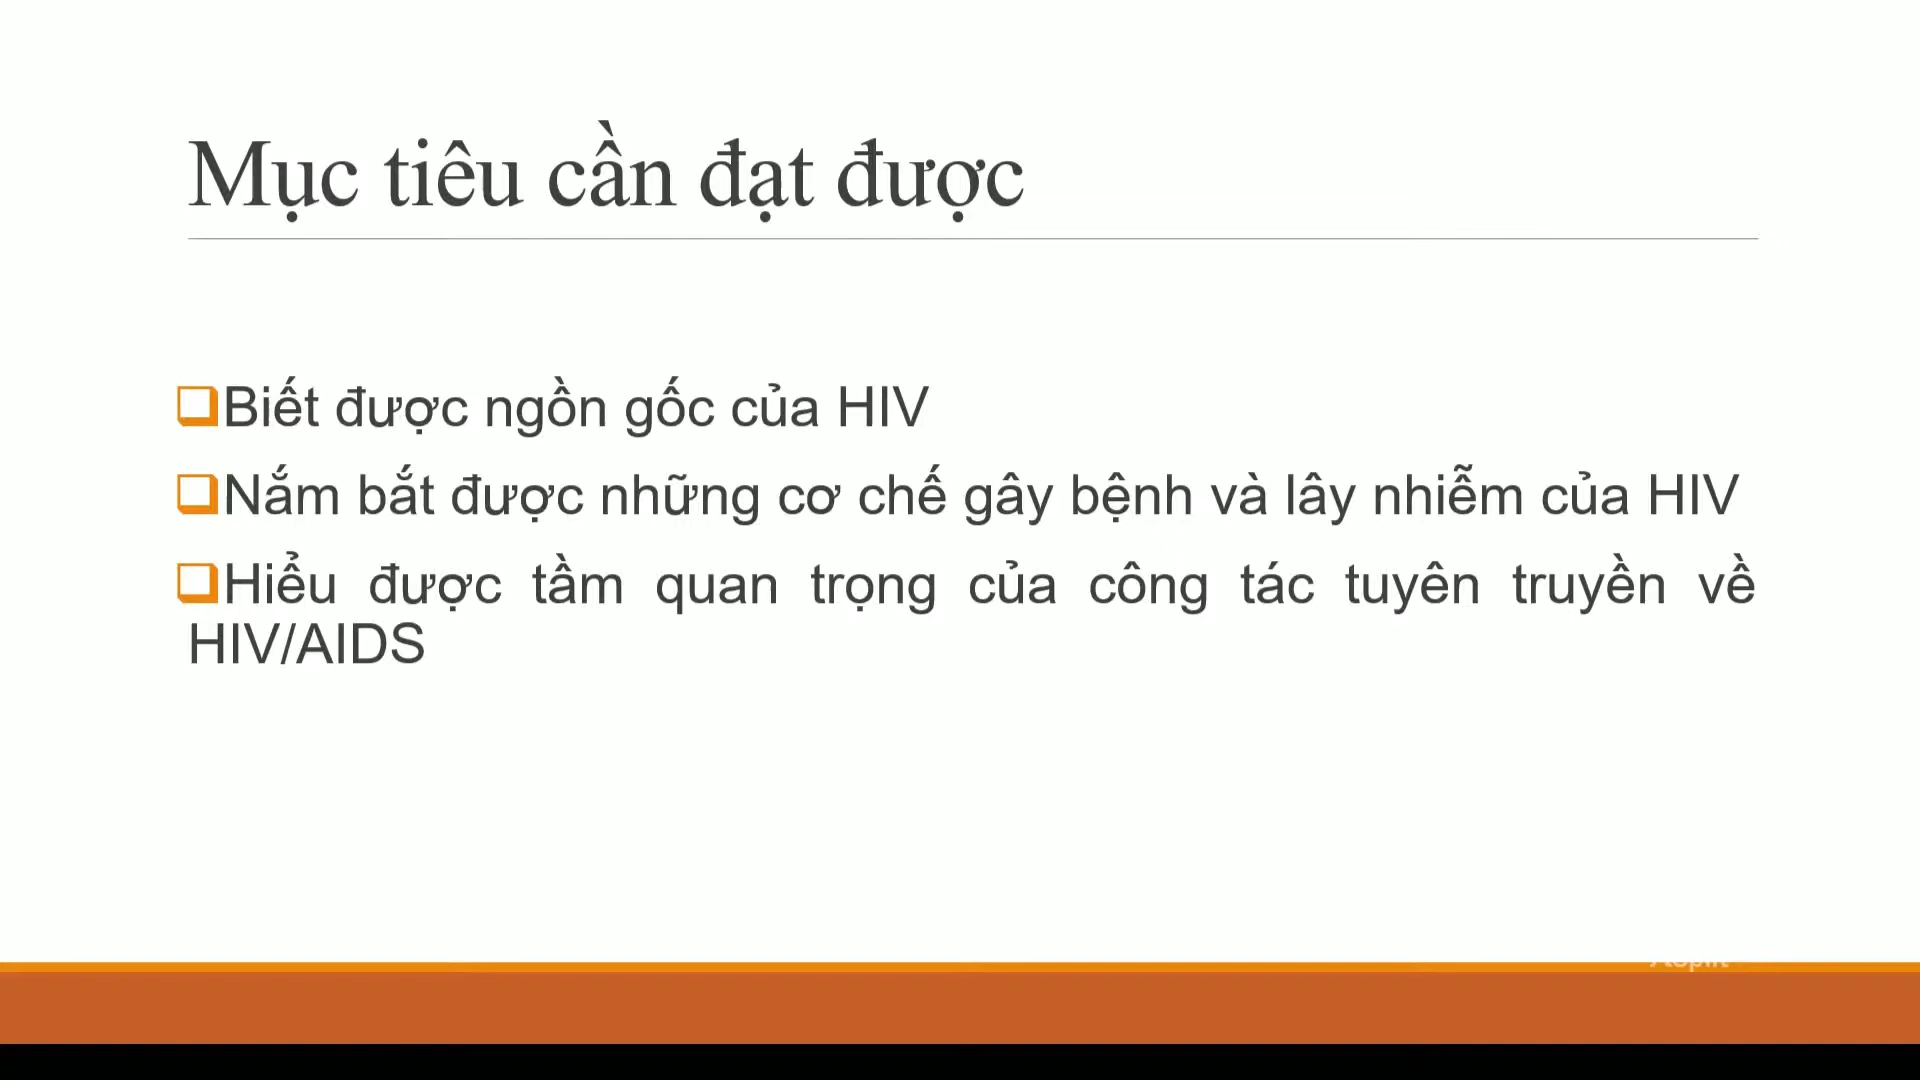 Mục tiêu cần đạt được
Biết được ngồn gốc của HIV
Nắm bắt được những cơ chế gây bệnh và lây nhiễm của HIV
Hiểu được tầm quan trọng của công tác tuyên truyền về
HIV/AIDS